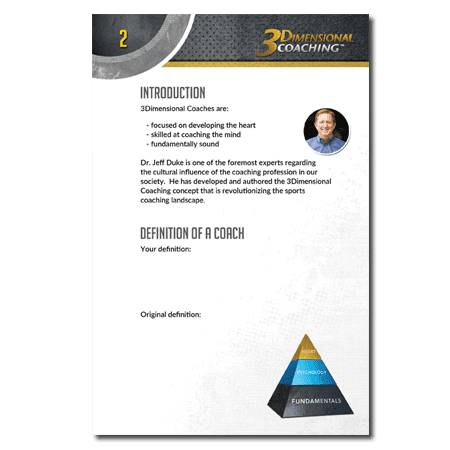 2
3DIMENSIONAL
COACHING™
INTRODUCTION
3Dimensional Coaches are:
- focused on developing the heart
- skilled at coaching the mind
- fundamentally sound
Dr. Jeff Duke is one of the foremost experts regarding
the cultural influence of the coaching profession in our
society. He has developed and authored the 3Dimensional
Coaching concept that is revolutionizing the sports
coaching landscape.
DEFINITION OF A COACH
Your definition:
Original definition:
HEART
PSYCHOLOGY
FUNDAMENTALS